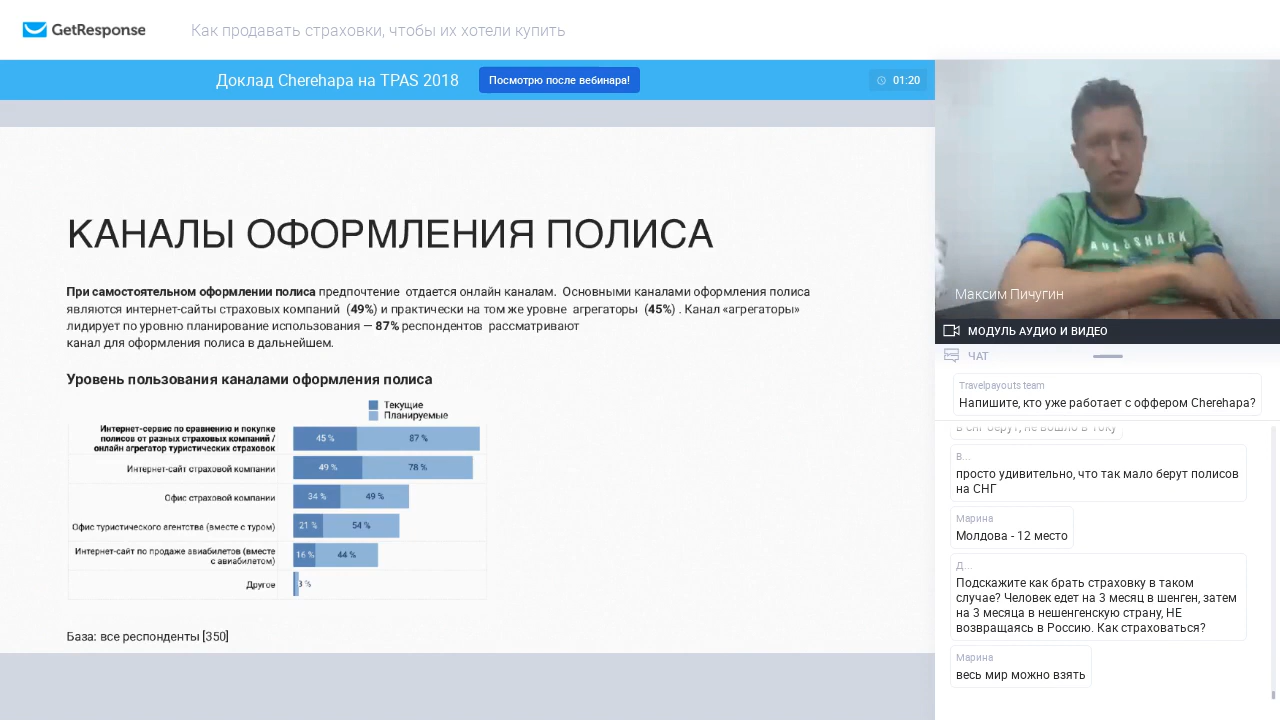 GetResponse
Как продавать страховки, чтобы их хотели купить
Доклад Cherehapa на TPAS 2018
Посмотрю после вебинара!
01:20
КАНАЛЫ ОФОРМЛЕНИЯ ПОЛИСА
При самостоятельном оформлении полиса предпочтение отдается онлайн каналам. Основными каналами оформления полиса
являются интернет-сайты страховых компаний (49%) и практически на том же уровне агрегаторы (45%) . Канал «агрегаторы»
лидирует по уровню планирование использования — 87% респондентов рассматривают
канал для оформления полиса в дальнейшем.
Уровень пользования каналами оформления полиса
Текущие
Планируемые
Интернет-сервис по сравнению и покупке
полисов от разных страховых компаний /
онлайн агрегатор туристических страховок
45 % 87 %
Интернет-сайт страховой компании
49 % 78 %
Офис страховой компании
34 % 49 %
Офис туристического агентства (вместе с туром)
21 % 54 %
Интернет-сайт по продаже авиабилетов (вместе
с авиабилетом)
16 % 44 %
Другое
3 %
База: все респонденты [350]
PAUL&SHARK
Максим Пичугин
МОДУЛЬ АУДИО И ВИДЕО
ЧАТ
Travelpayouts team
Напишите, кто уже работает с оффером Cherehapa?
в снг берут, не вошло в току
В...
просто удивительно, что так мало берут полисов
на СНГ
Марина
Молдова - 12 место
Д...
Подскажите как брать страховку в таком
случае? Человек едет на 3 месяц в шенген, затем
на 3 месяца в нешенгенскую страну, НЕ
возвращаясь в Россию. Как страховаться?
Марина
весь мир можно взять